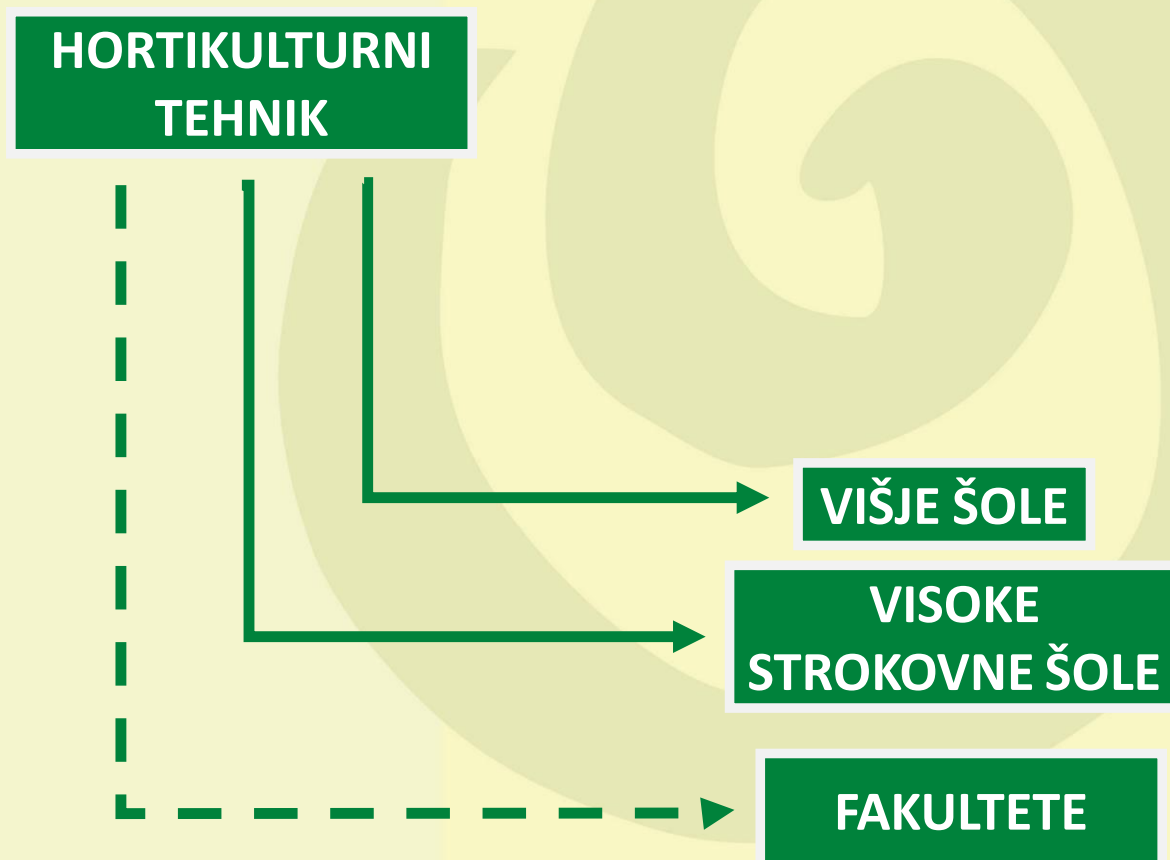 HORTIKULTURNI
TEHNIK
VIŠJE ŠOLE
VISOKE
STROKOVNE ŠOLE
FAKULTETE